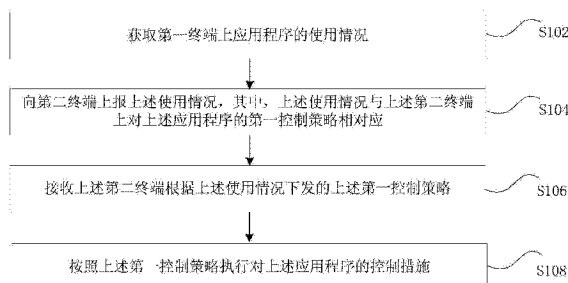 获取第一终端上应用程序的使用情况
S102
向第二终端上报上述使用情况，其中，上述使用情况与上述第二终端
上对上述应用程序的第一控制策略相对应
S104
接收上述第二终端根据上述使用情况下发的上述第一控制策略
S106
按照上述第一控制策略执行对上述应用程序的控制措施
S108